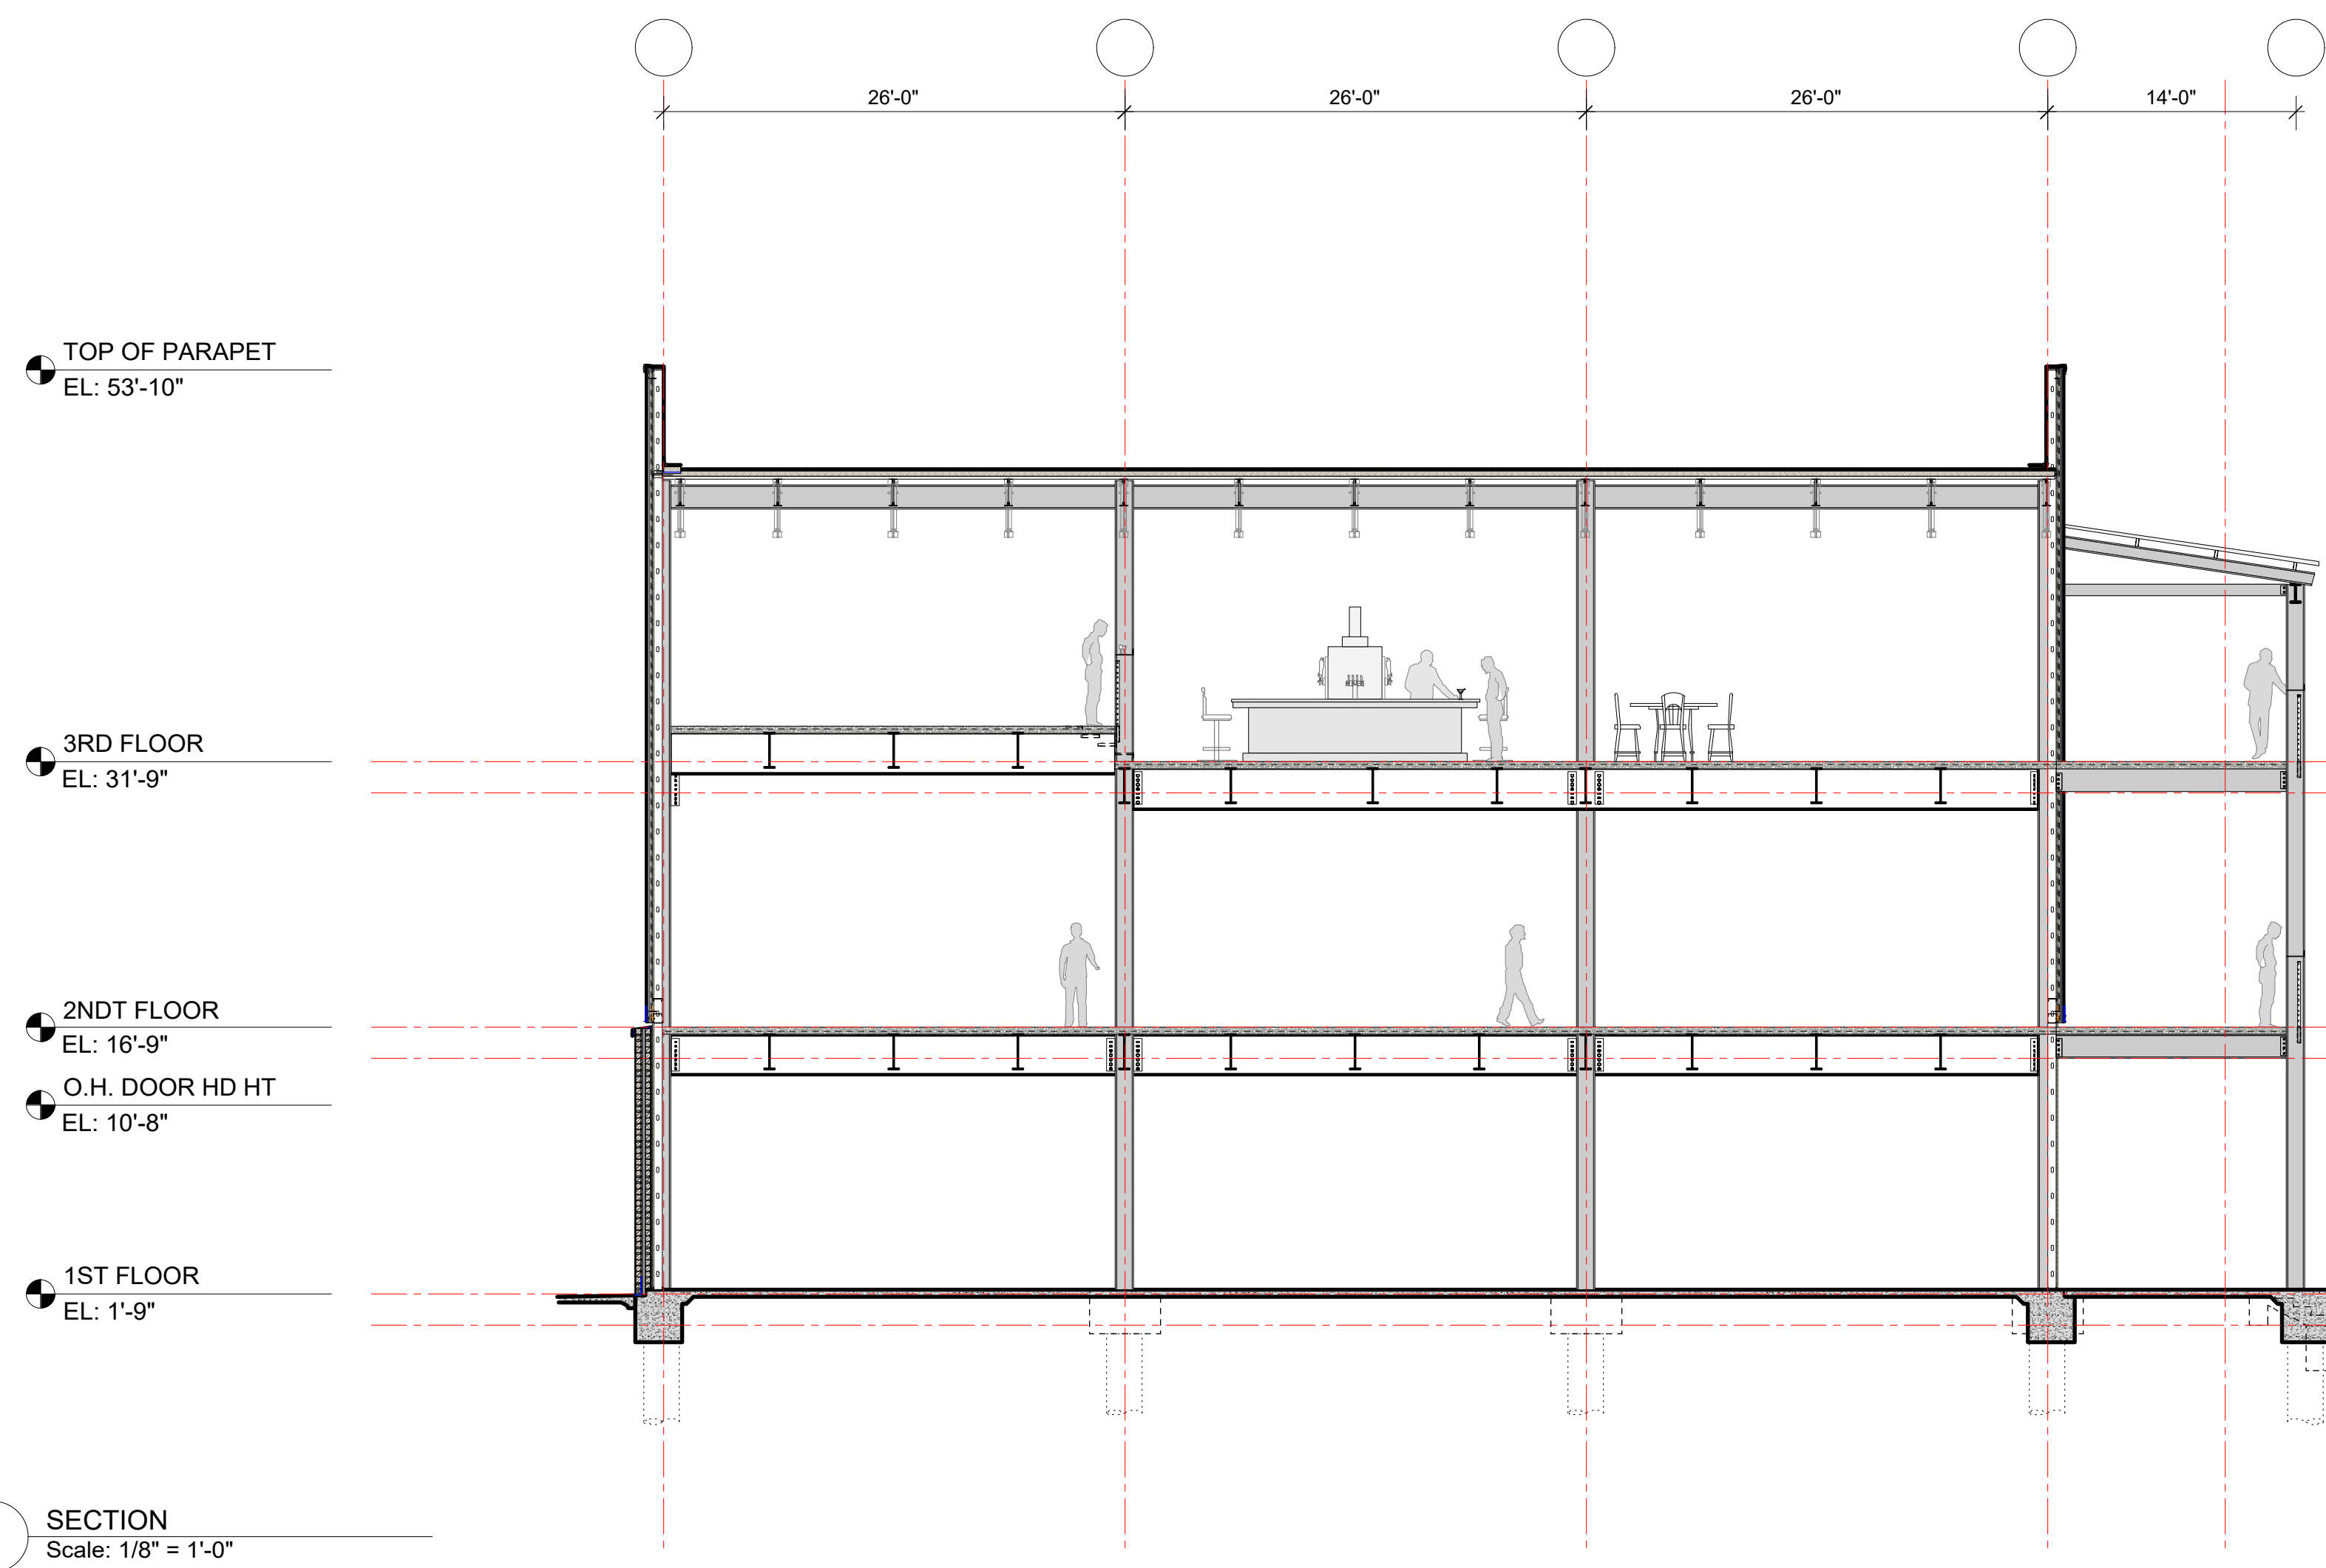 26'-0" 26'-0" 26'-0" 14'-0"
TOP OF PARAPET
EL: 53'-10"
3RD FLOOR
EL: 31'-9"
2NDT FLOOR
EL: 16'-9"
O.H. DOOR HD HT
EL: 10'-8"
1ST FLOOR
EL: 1'-9"
SECTION
Scale: 1/8" = 1'-0"